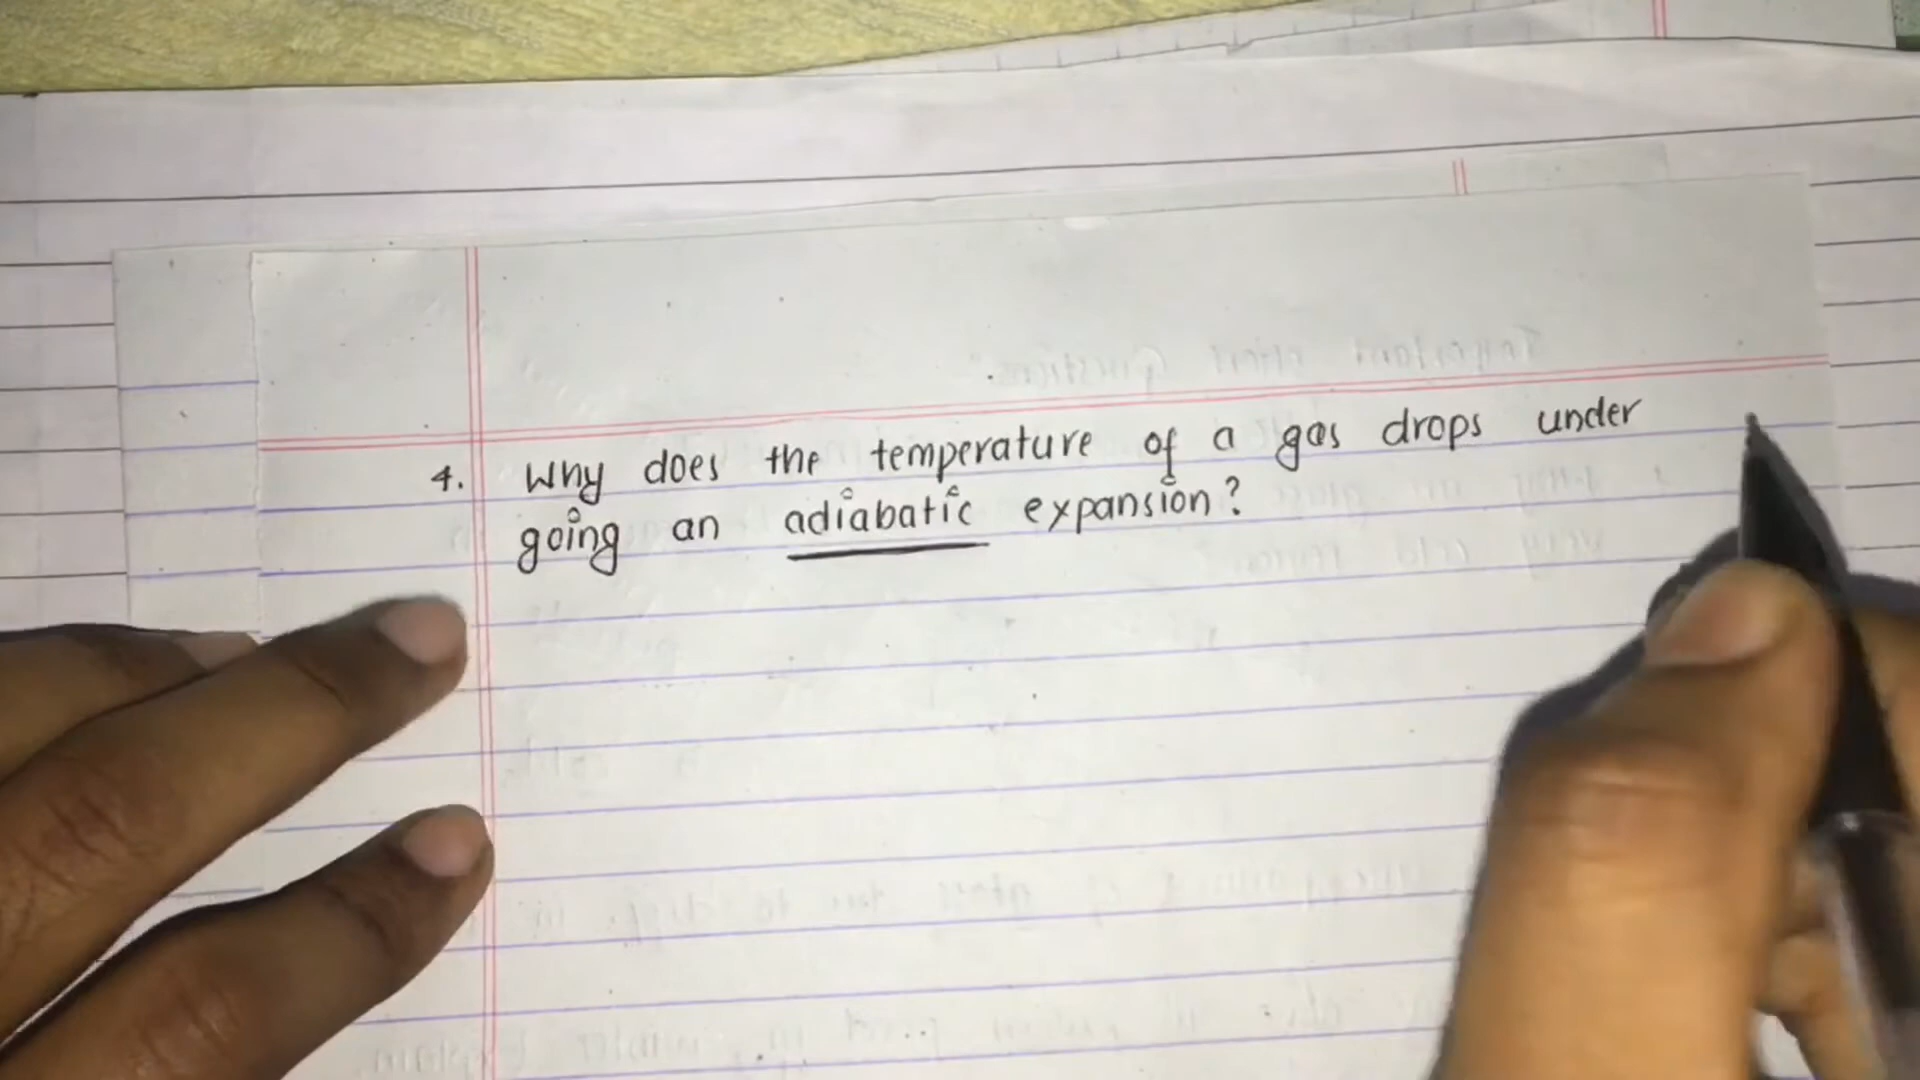 4. Why does the temperature of a gas drops under
going an adiabatic expansion?